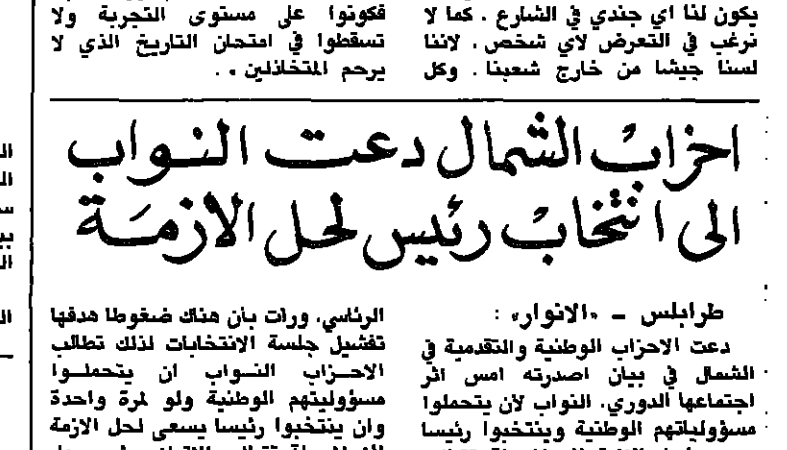 يكون لنا اي جندي في الشارع . كما لا
نرغب في التعرض لاي شخص . لاننا
لسنا جيشا من خارج شعبنا . وكل
فكونوا على مستوى التجربة ولا
تسقطوا في امتحان التاريخ الذي لا
يرحم المتخاذلين » .
احزاب الشمال دعت النواب
الى انتخاب رئيس لحل الازمة
طرابلس - «الانوار» :
دعت الاحزاب الوطنية والتقدمية في
الشمال في بيان اصدرته امس اثر
اجتماعها الدوري، النواب لأن يتحملوا
مسؤولياتهم الوطنية وينتخبوا رئيسا
الرئاسي، ورات بان هناك ضغوطا هدفها
تفشيل جلسة الانتخابات لذلك تطالب
الاحزاب النواب ان يتحملوا
مسؤوليتهم الوطنية ولو لمرة واحدة
وان ينتخبوا رئيسا يسعى لحل الازمة